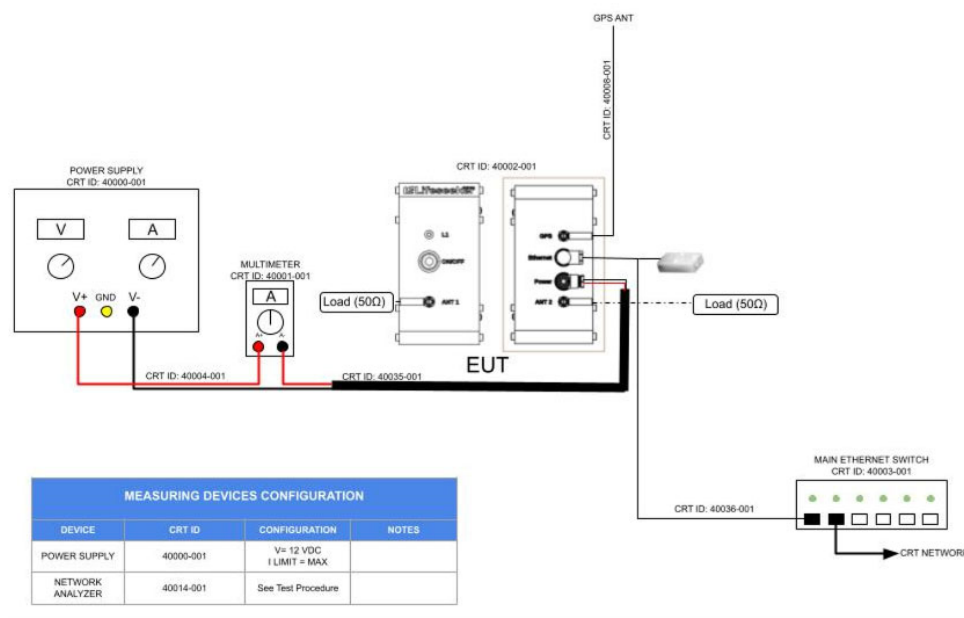 GPS ANT
CRT ID: 40008-001
CRT ID: 40002-001
POWER SUPPLY
CRT ID: 40000-001
V
A
V+ GND V-
MULTIMETER
CRT ID: 40001-001
A
A+ A-
Lifeseeker
L1
ON/OFF
Load (50Ω)
ANT 1
GPS
Ethernet
Power
ANT 2
Load (50Ω)
EUT
CRT ID: 40004-001
CRT ID: 40035-001
MAIN ETHERNET SWITCH
CRT ID: 40003-001
CRT ID: 40036-001
CRT NETWORK
MEASURING DEVICES CONFIGURATION
DEVICE CRT ID CONFIGURATION NOTES
POWER SUPPLY 40000-001 V= 12 VDC
I LIMIT = MAX
NETWORK
ANALYZER 40014-001 See Test Procedure